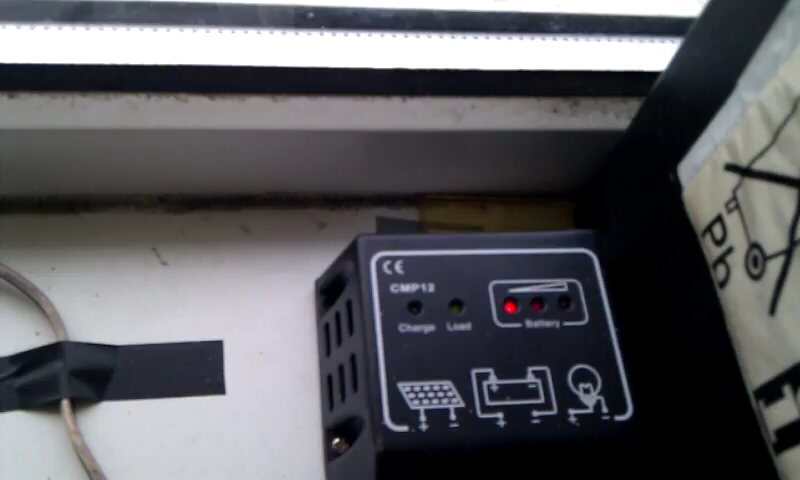 CE
CMP12
Charge Load Battery
+ - + - + -
Pb